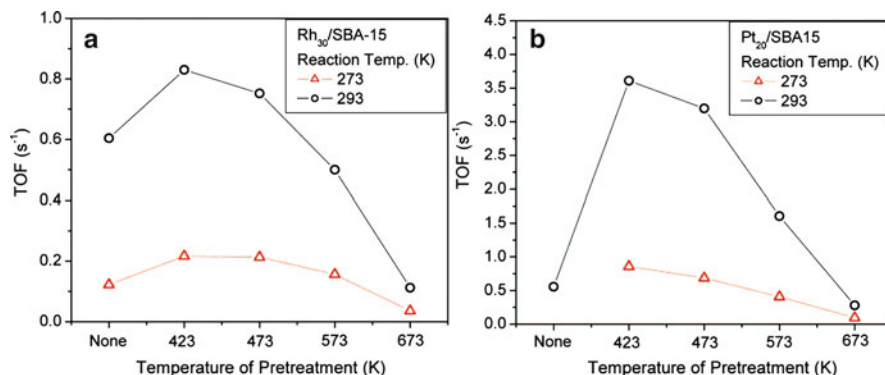 a
Rh30/SBA-15
Reaction Temp. (K)
273
293
1.0
0.8
0.6
0.4
0.2
0.0
TOF (s-1)
None 423 473 573 673
Temperature of Pretreatment (K)
b
Pt20/SBA15
Reaction Temp. (K)
273
293
4.5
4.0
3.5
3.0
2.5
2.0
1.5
1.0
0.5
0.0
TOF (s-1)
None 423 473 573 673
Temperature of Pretreatment (K)